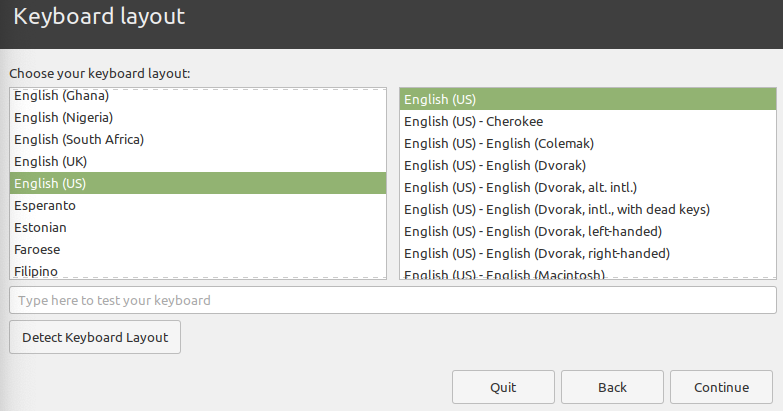 Keyboard layout
Choose your keyboard layout:
English (Ghana)
English (Nigeria)
English (South Africa)
English (UK)
English (US)
Esperanto
Estonian
Faroese
Filipino
English (US)
English (US) - Cherokee
English (US) - English (Colemak)
English (US) - English (Dvorak)
English (US) - English (Dvorak, alt. intl.)
English (US) - English (Dvorak, intl., with dead keys)
English (US) - English (Dvorak, left-handed)
English (US) - English (Dvorak, right-handed)
English (US) - English (Macintosh)
Type here to test your keyboard
Detect Keyboard Layout
Quit
Back
Continue